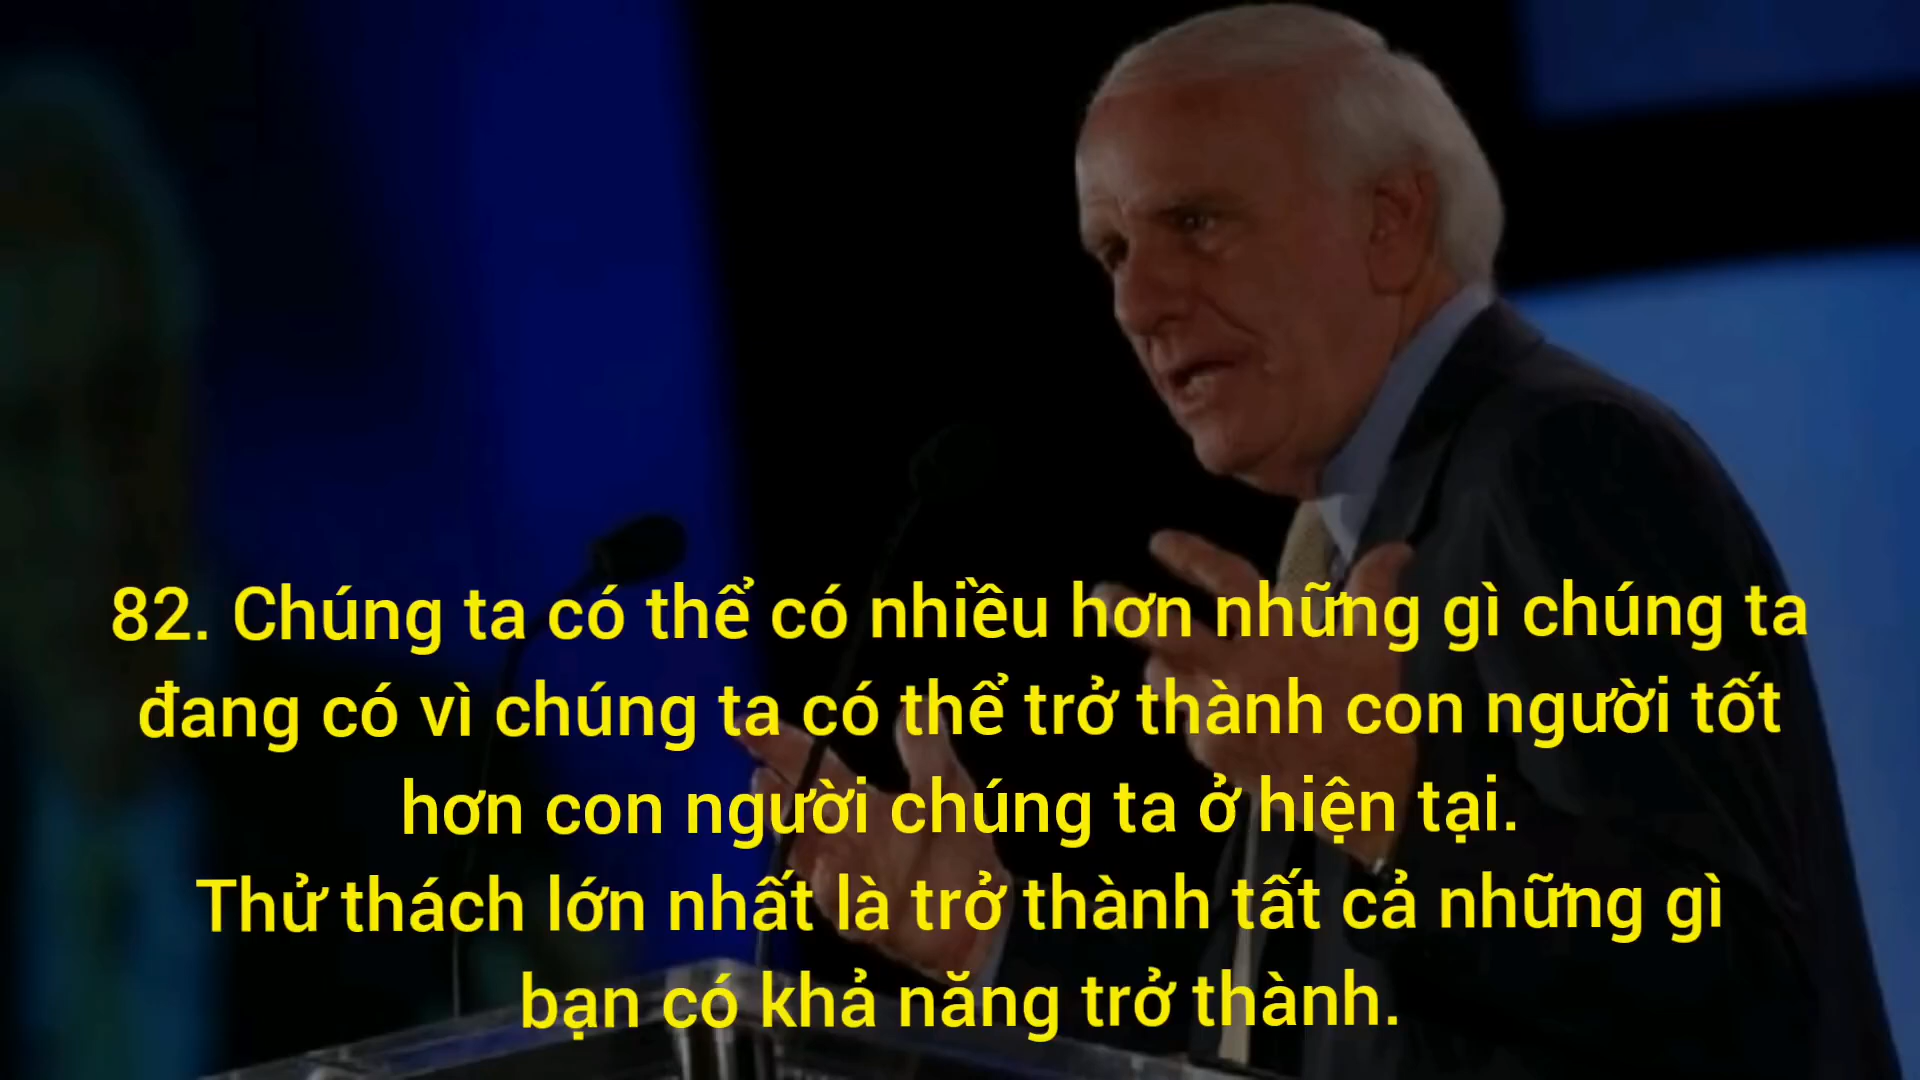 82. Chúng ta có thể có nhiều hơn những gì chúng ta
đang có vì chúng ta có thể trở thành con người tốt
hơn con người chúng ta ở hiện tại.
Thử thách lớn nhất là trở thành tất cả những gì
bạn có khả năng trở thành.